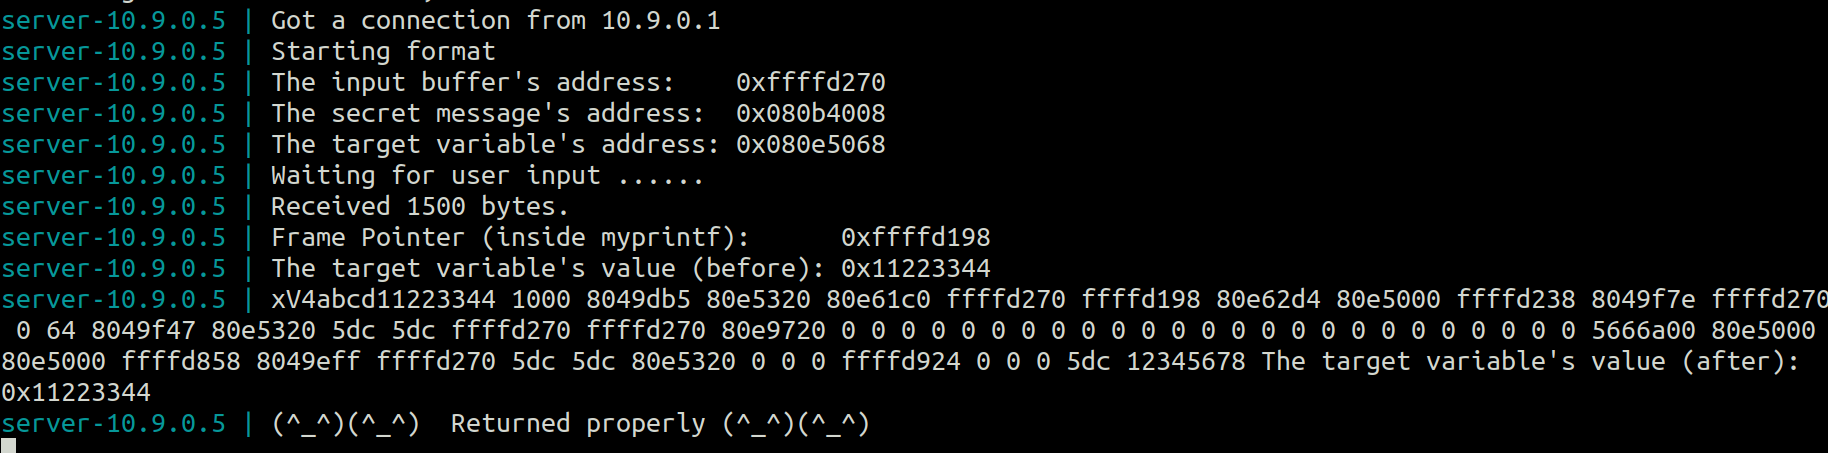 server-10.9.0.5 | Got a connection from 10.9.0.1
server-10.9.0.5 | Starting format
server-10.9.0.5 | The input buffer's address:    0xffffd270
server-10.9.0.5 | The secret message's address:  0x080b4008
server-10.9.0.5 | The target variable's address: 0x080e5068
server-10.9.0.5 | Waiting for user input ......
server-10.9.0.5 | Received 1500 bytes.
server-10.9.0.5 | Frame Pointer (inside myprintf):      0xffffd198
server-10.9.0.5 | The target variable's value (before): 0x11223344
server-10.9.0.5 | xV4abcd11223344 1000 8049db5 80e5320 80e61c0 ffffd270 ffffd198 80e62d4 80e5000 ffffd238 8049f7e ffffd270
 0 64 8049f47 80e5320 5dc 5dc ffffd270 ffffd270 80e9720 0 0 0 0 0 0 0 0 0 0 0 0 0 0 0 0 0 0 0 0 0 0 0 0 0 5666a00 80e5000
80e5000 ffffd858 8049eff ffffd270 5dc 5dc 80e5320 0 0 0 ffffd924 0 0 0 5dc 12345678 The target variable's value (after):
0x11223344
server-10.9.0.5 | (^_^)(^_^)  Returned properly (^_^)(^_^)